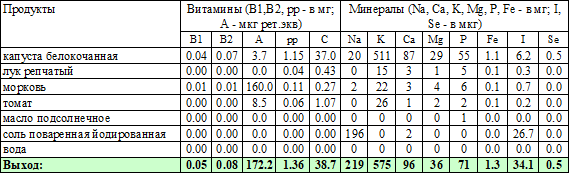 Продукты Витамины (B1,B2, рр - в мг; Минералы (Na, Ca, K, Mg, P, Fe - в мг; I,
А - мкг рет.экв) Se - в мкг)
B1 B2 A pp C Na K Ca Mg P Fe I Se
капуста белокочанная 0.04 0.07 3.7 1.15 37.0 20 511 87 29 55 1.1 6.2 0.5
лук репчатый 0.00 0.00 0.0 0.04 0.43 0 15 3 1 5 0.1 0.3 0.0
морковь 0.01 0.01 160.0 0.11 0.27 2 22 3 4 6 0.1 0.7 0.0
томат 0.00 0.00 8.5 0.06 1.07 0 26 1 2 2 0.1 0.2 0.0
масло подсолнечное 0.00 0.00 0.0 0.00 0.00 0 0 0 0 1 0.0 0.0 0.0
соль поваренная йодированная 0.00 0.00 0.0 0.00 0.00 196 0 2 0 0 0.0 26.7 0.0
вода 0.00 0.00 0.0 0.00 0.00 0 0 0 0 0 0.0 0.0 0.0
Выход: 0.05 0.08 172.2 1.36 38.7 219 575 96 36 71 1.3 34.1 0.5